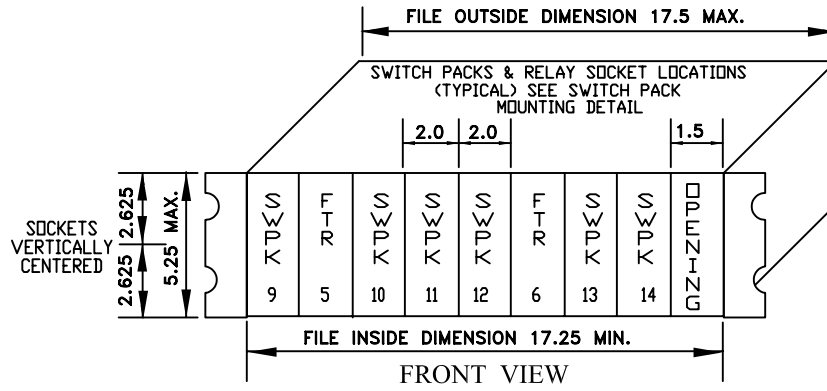 FILE OUTSIDE DIMENSION 17.5 MAX.
SWITCH PACKS & RELAY SOCKET LOCATIONS
(TYPICAL) SEE SWITCH PACK
MOUNTING DETAIL
2.0 2.0 1.5
SOCKETS
VERTICALLY
CENTERED
2.625
2.625
5.25 MAX.
SWPK 9
FTR 5
SWPK 10
SWPK 11
SWPK 12
FTR 6
SWPK 13
SWPK 14
OPENING
FILE INSIDE DIMENSION 17.25 MIN.
FRONT VIEW